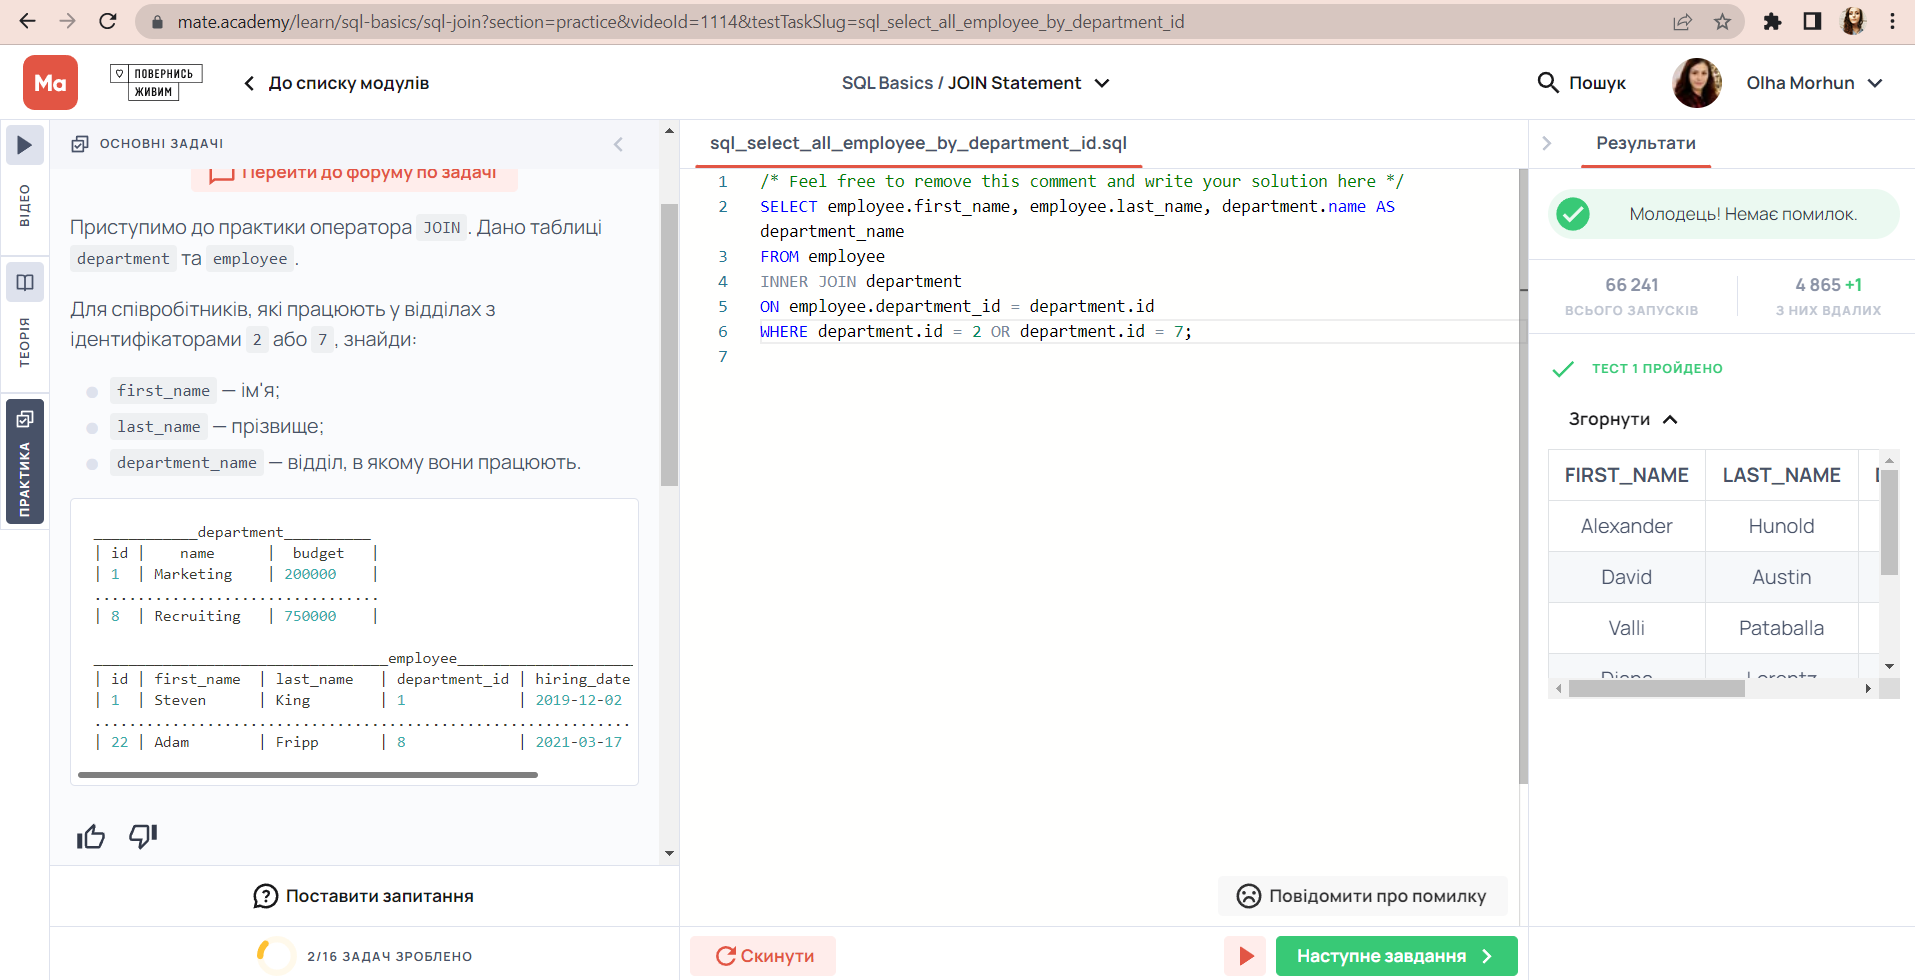 mate.academy/learn/sql-basics/sql-join?section=practice&videoId=1114&testTaskSlug=sql_select_all_employee_by_department_id
Ma
ПОВЕРНИСЬ
ЖИВИМ
До списку модулів
SQL Basics / JOIN Statement
Пошук
Olha Morhun
ВІДЕО
ТЕОРІЯ
ПРАКТИКА
ОСНОВНІ ЗАДАЧІ
Перейти до форуму по задачі
Приступимо до практики оператора JOIN . Дано таблиці
department та employee .
Для співробітників, які працюють у відділах з
ідентифікаторами 2 або 7 , знайди:
first_name — ім'я;
last_name — прізвище;
department_name — відділ, в якому вони працюють.
____________department__________
| id |    name      |  budget   |
| 1  | Marketing    | 200000    |
.................................
| 8  | Recruiting   | 750000    |
__________________________________employee____________________
| id | first_name  | last_name   | department_id | hiring_date
| 1  | Steven      | King        | 1             | 2019-12-02
..............................................................
| 22 | Adam        | Fripp       | 8             | 2021-03-17
Поставити запитання
2/16 ЗАДАЧ ЗРОБЛЕНО
sql_select_all_employee_by_department_id.sql
1 /* Feel free to remove this comment and write your solution here */
2 SELECT employee.first_name, employee.last_name, department.name AS
department_name
3 FROM employee
4 INNER JOIN department
5 ON employee.department_id = department.id
6 WHERE department.id = 2 OR department.id = 7;
7
Повідомити про помилку
Скинути
Наступне завдання
Результати
Молодець! Немає помилок.
66 241
ВСЬОГО ЗАПУСКІВ
4 865 +1
З НИХ ВДАЛИХ
ТЕСТ 1 ПРОЙДЕНО
Згорнути
FIRST_NAME LAST_NAME
Alexander Hunold
David Austin
Valli Pataballa
Diana Lorentz